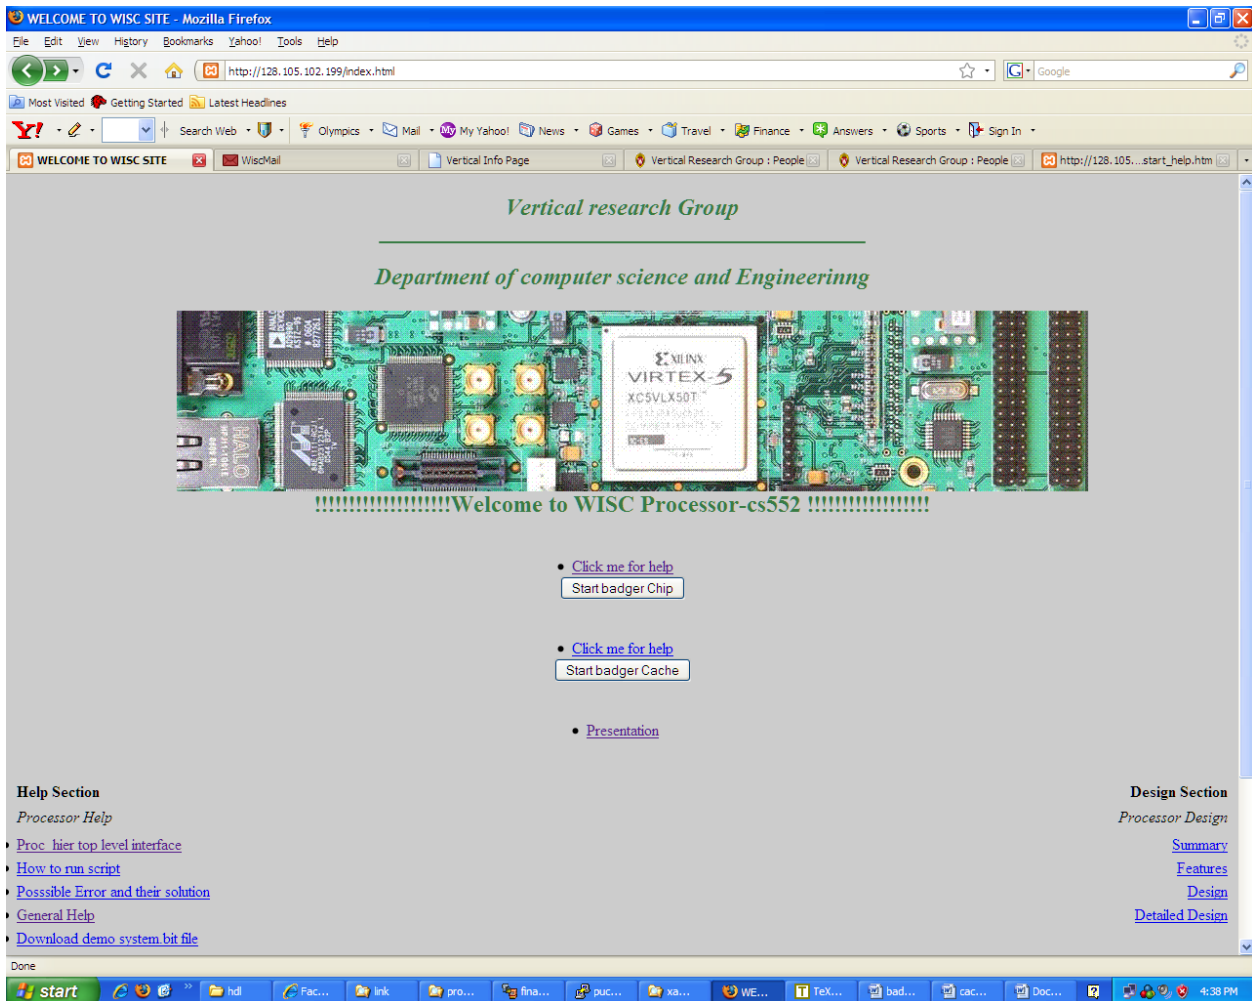 WELCOME TO WISC SITE - Mozilla Firefox
File Edit View History Bookmarks Yahoo! Tools Help
http://128.105.102.199/index.html
G Google
Most Visited Getting Started Latest Headlines
Y! Search Web Olympics Mail My Yahoo! News Games Travel Finance Answers Sports Sign In
WELCOME TO WISC SITE WiscMail Vertical Info Page Vertical Research Group : People Vertical Research Group : People http://128.105....start_help.htm
Vertical research Group
Department of computer science and Engineerinng
XILINX
VIRTEX-5
XC5VLX50T
HALO
!!!!!!!!!!!!!!!!!!!!Welcome to WISC Processor-cs552 !!!!!!!!!!!!!!!!!!
Click me for help
Start badger Chip
Click me for help
Start badger Cache
Presentation
Help Section
Design Section
Processor Help
Processor Design
Proc_hier top level interface
Summary
How to run script
Features
Posssible Error and their solution
Design
General Help
Detailed Design
Download demo system.bit file
Done
start hdl Fac... link pro... fina... puc... xa... WE... TeX... bad... cac... Doc... 4:38 PM